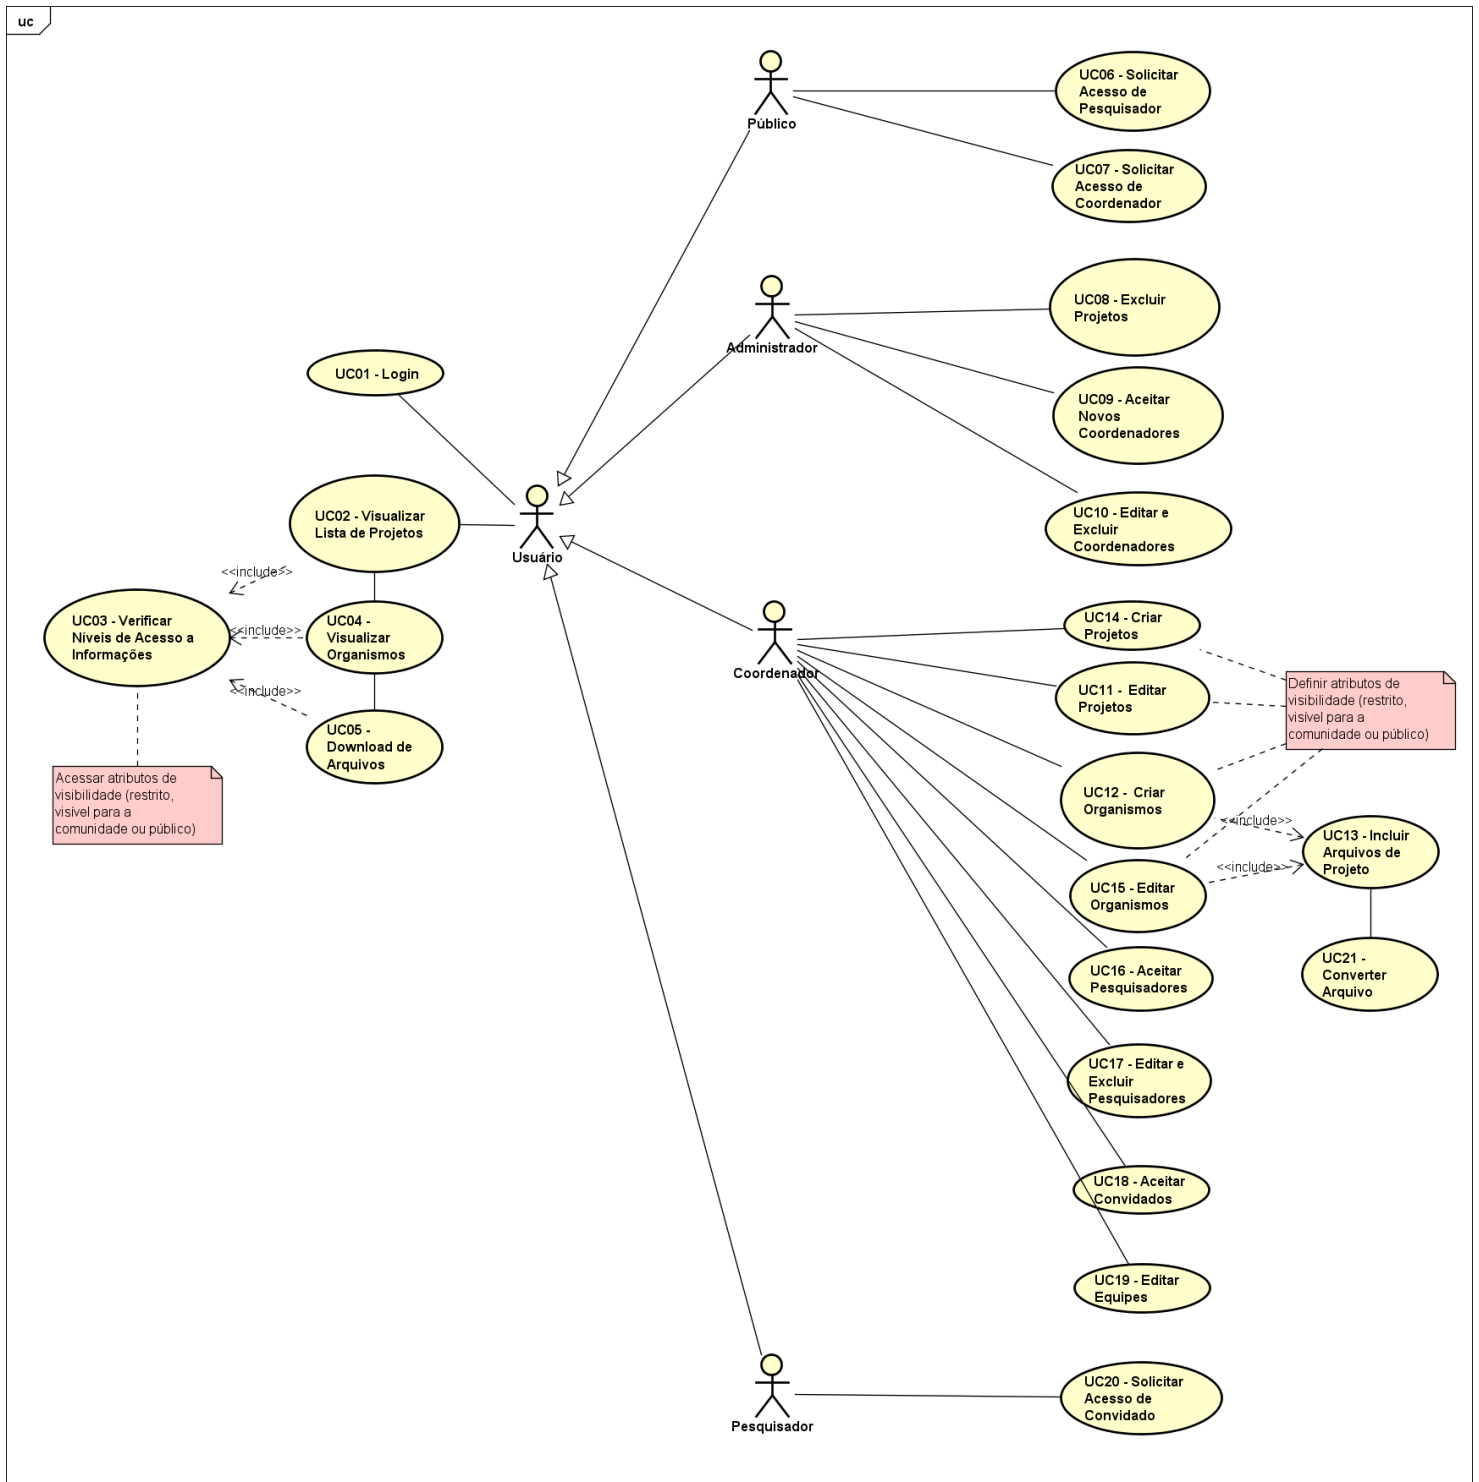 uc
Público
UC06 - Solicitar
Acesso de
Pesquisador
UC07 - Solicitar
Acesso de
Coordenador
Administrador
UC08 - Excluir
Projetos
UC09 - Aceitar
Novos
Coordenadores
UC10 - Editar e
Excluir
Coordenadores
UC01 - Login
UC02 - Visualizar
Lista de Projetos
Usuário
<<include>>
UC03 - Verificar
Níveis de Acesso a
Informações
<<include>>
UC04 -
Visualizar
Organismos
<<include>>
UC05 -
Download de
Arquivos
Acessar atributos de
visibilidade (restrito,
visível para a
comunidade ou público)
Coordenador
UC14 - Criar
Projetos
UC11 - Editar
Projetos
Definir atributos de
visibilidade (restrito,
visível para a
comunidade ou público)
UC12 - Criar
Organismos
<<include>>
UC13 - Incluir
Arquivos de
Projeto
<<include>>
UC15 - Editar
Organismos
UC16 - Aceitar
Pesquisadores
UC21 -
Converter
Arquivo
UC17 - Editar e
Excluir
Pesquisadores
UC18 - Aceitar
Convidados
UC19 - Editar
Equipes
Pesquisador
UC20 - Solicitar
Acesso de
Convidado